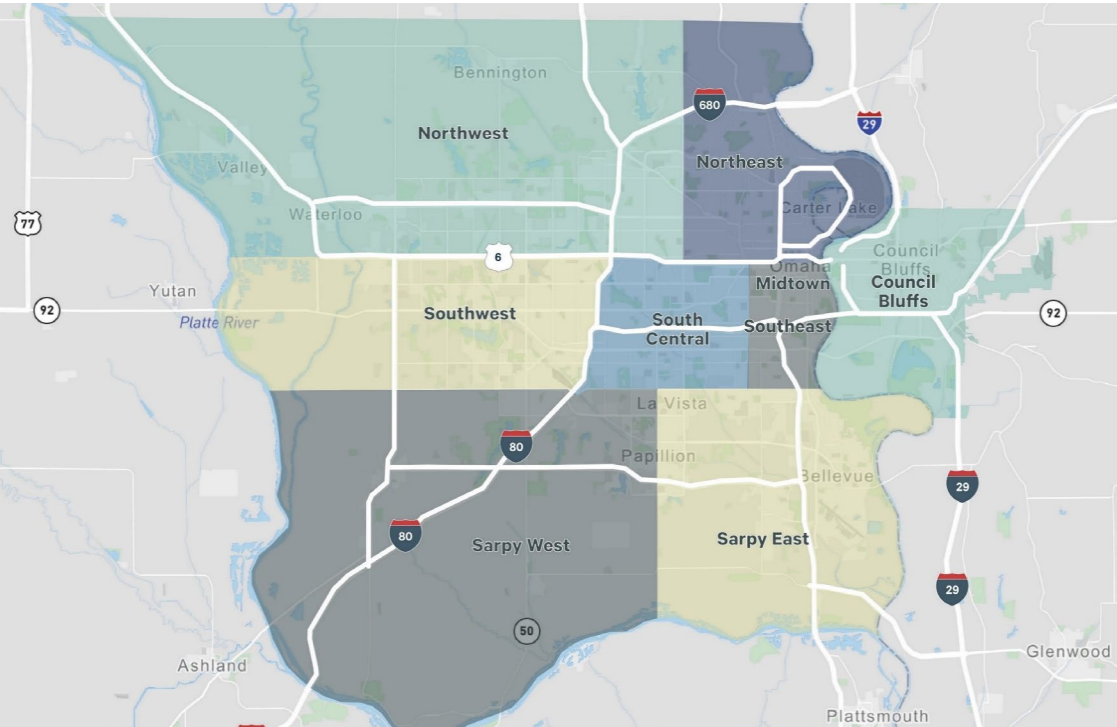 Bennington
680
29
Northwest
Northeast
Valley
Carter Lake
Waterloo
77
6
Council
Bluffs
Omaha
Midtown
Council
Bluffs
Yutan
92
Platte River
Southwest
South
Central
Southeast
92
La Vista
80
Papillion
Bellevue
29
80
Sarpy West
Sarpy East
29
50
Ashland
Glenwood
Plattsmouth